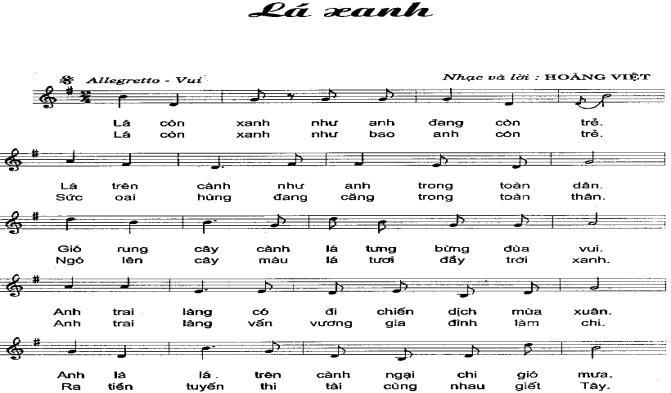 Lá xanh
Allegretto - Vui
Nhạc và lời : HOÀNG VIỆT
2
4
Lá còn xanh như anh đang còn trẻ.
Lá còn xanh như bao anh còn trẻ.
Lá trên cành như anh trong toàn dân.
Sức oai hùng đang căng trong toàn thân.
Gió rung cây cành lá tưng bừng đùa vui.
Ngó lên cây màu lá tươi đầy trời xanh.
Anh trai làng có đi chiến dịch mùa xuân.
Anh trai làng vấn vương gia đình làm chi.
Anh là lá trên cành ngại chi gió mưa.
Ra tiền tuyến thi tài cùng nhau giết Tây.